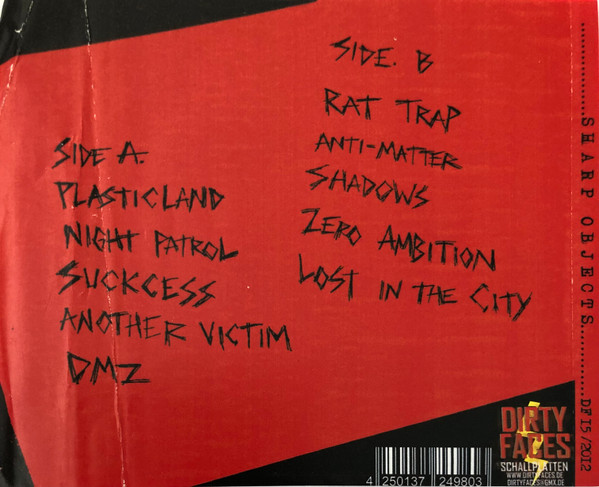 SIDE A.
PLASTICLAND
NIGHT PATROL
SUCKCESS
ANOTHER VICTIM
DMZ
SIDE. B
RAT TRAP
ANTI-MATTER
SHADOWS
ZERO AMBITION
LOST IN THE CITY
SHARP OBJECTS
DF15/2012
DIRTY
FACES
SCHALLPLATTEN
WWW.DIRTYFACES.DE
DIRTYFACES@GMX.DE
4 250137 249803